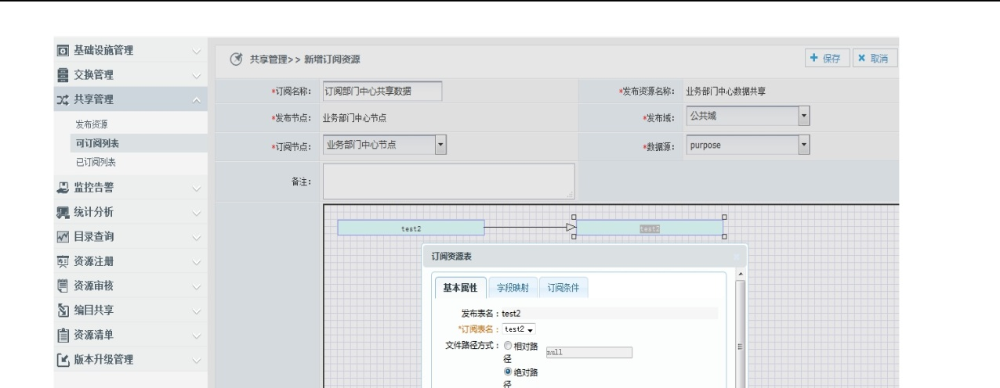 基础设施管理
交换管理
共享管理
发布资源
可订阅列表
已订阅列表
监控告警
统计分析
目录查询
资源注册
资源审核
编目共享
资源清单
版本升级管理
共享管理>> 新增订阅资源
保存 取消
*订阅名称: 订阅部门中心共享数据 *发布资源名称: 业务部门中心数据共享
*发布节点: 业务部门中心节点 *发布域: 公共域
*订阅节点: 业务部门中心节点 *数据源: purpose
备注:
test2 test2
订阅资源表
基本属性 字段映射 订阅条件
发布表名: test2
*订阅表名: test2
文件路径方式: 相对路 null
径
绝对路
径